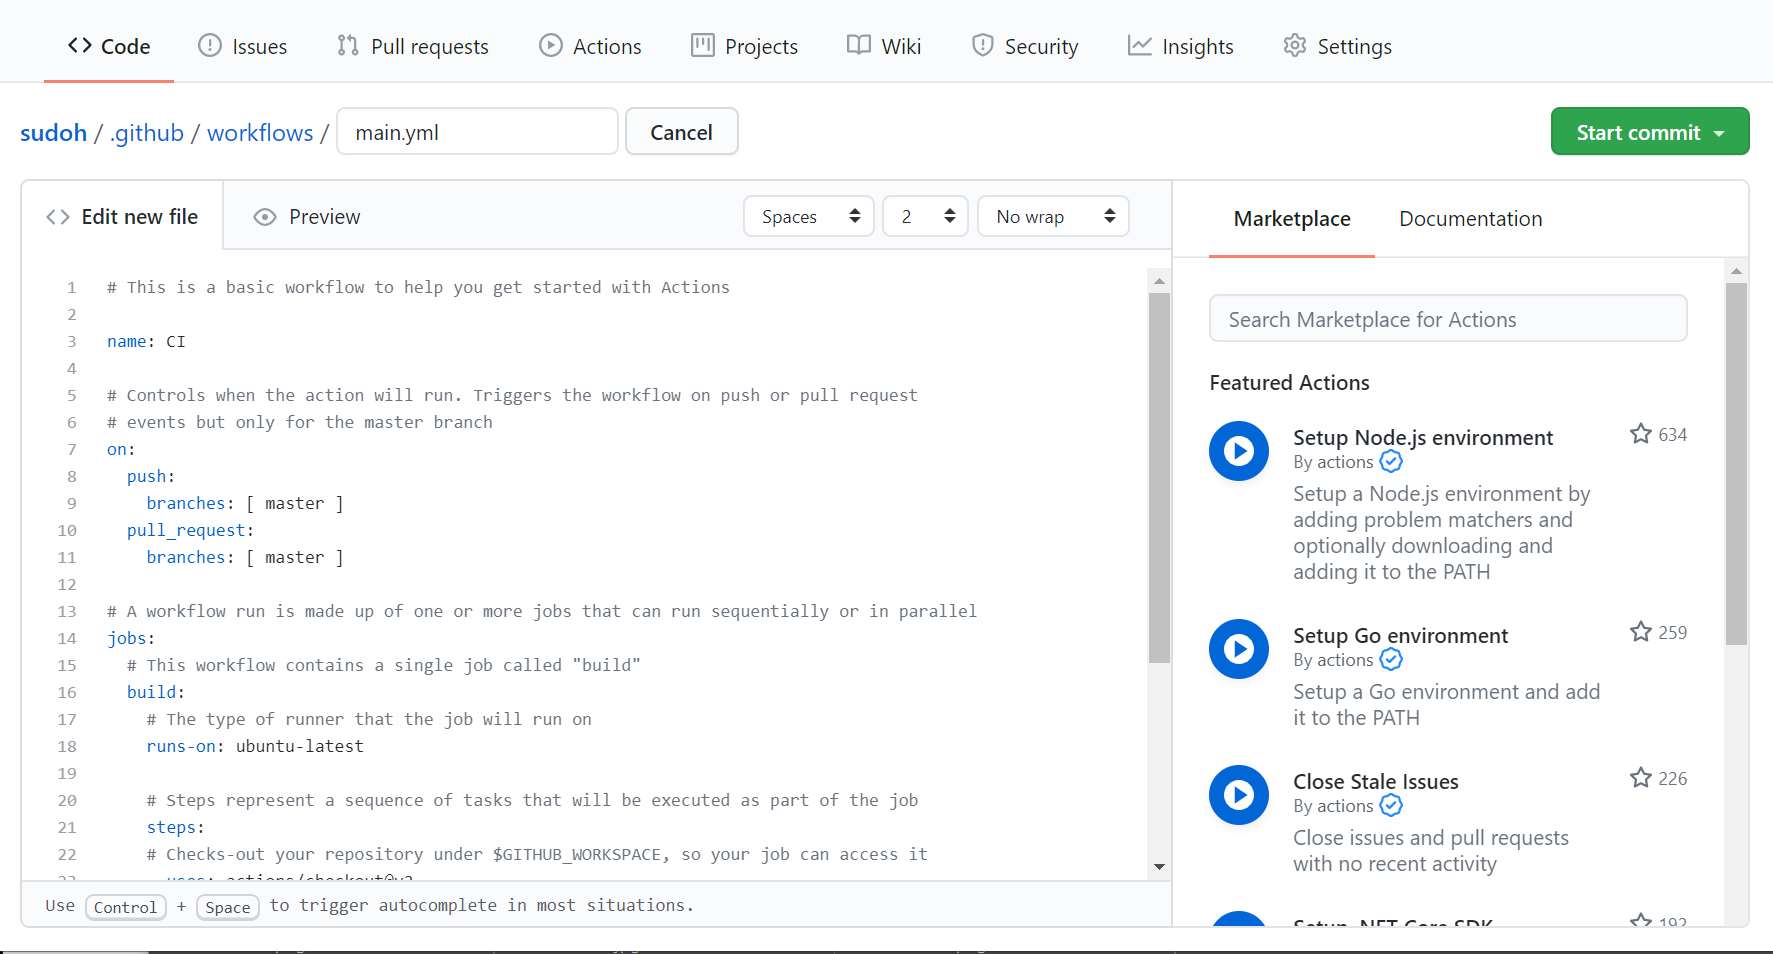 Code Issues Pull requests Actions Projects Wiki Security Insights Settings
sudoh / .github / workflows / main.yml Cancel Start commit
Edit new file Preview Spaces 2 No wrap
1 # This is a basic workflow to help you get started with Actions
2
3 name: CI
4
5 # Controls when the action will run. Triggers the workflow on push or pull request
6 # events but only for the master branch
7 on:
8 push:
9 branches: [ master ]
10 pull_request:
11 branches: [ master ]
12
13 # A workflow run is made up of one or more jobs that can run sequentially or in parallel
14 jobs:
15 # This workflow contains a single job called "build"
16 build:
17 # The type of runner that the job will run on
18 runs-on: ubuntu-latest
19
20 # Steps represent a sequence of tasks that will be executed as part of the job
21 steps:
22 # Checks-out your repository under $GITHUB_WORKSPACE, so your job can access it
23 uses: actions/checkout@v2
Use Control + Space to trigger autocomplete in most situations.
Marketplace Documentation
Search Marketplace for Actions
Featured Actions
Setup Node.js environment 634
By actions
Setup a Node.js environment by
adding problem matchers and
optionally downloading and
adding it to the PATH
Setup Go environment 259
By actions
Setup a Go environment and add
it to the PATH
Close Stale Issues 226
By actions
Close issues and pull requests
with no recent activity
Setup .NET Core SDK 192